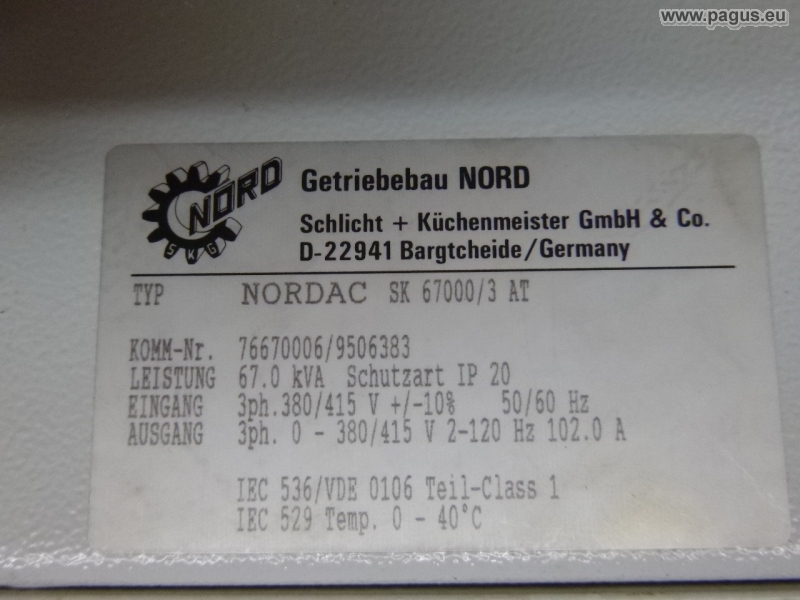 www.pagus.eu
NORD
SKG
Getriebebau NORD
Schlicht + Küchenmeister GmbH & Co.
D-22941 Bargtcheide/Germany
TYP NORDAC SK 67000/3 AT
KOMM-Nr. 76670006/9506383
LEISTUNG 67.0 kVA Schutzart IP 20
EINGANG 3ph.380/415 V +/-10% 50/60 Hz
AUSGANG 3ph. 0 - 380/415 V 2-120 Hz 102.0 A
IEC 536/VDE 0106 Teil-Class 1
IEC 529 Temp. 0 - 40°C